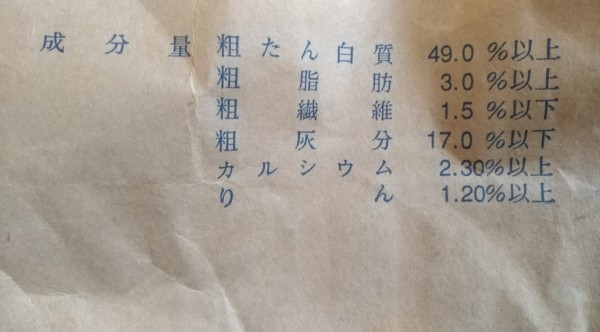 成分量 粗たん白質 49.0 %以上
粗脂肪 3.0 %以上
粗繊維 1.5 %以下
粗灰分 17.0 %以下
カルシウム 2.30%以上
りん 1.20%以上